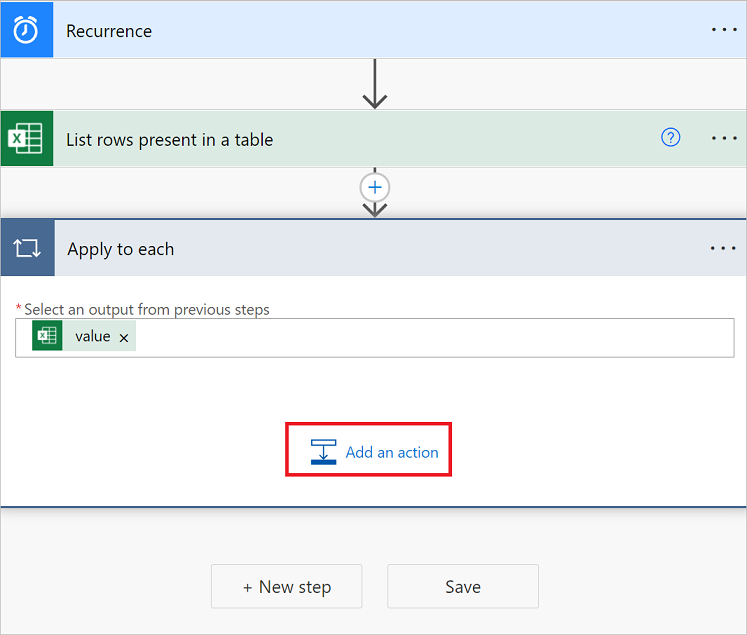 Recurrence
List rows present in a table
Apply to each
*Select an output from previous steps
value ×
Add an action
+ New step
Save